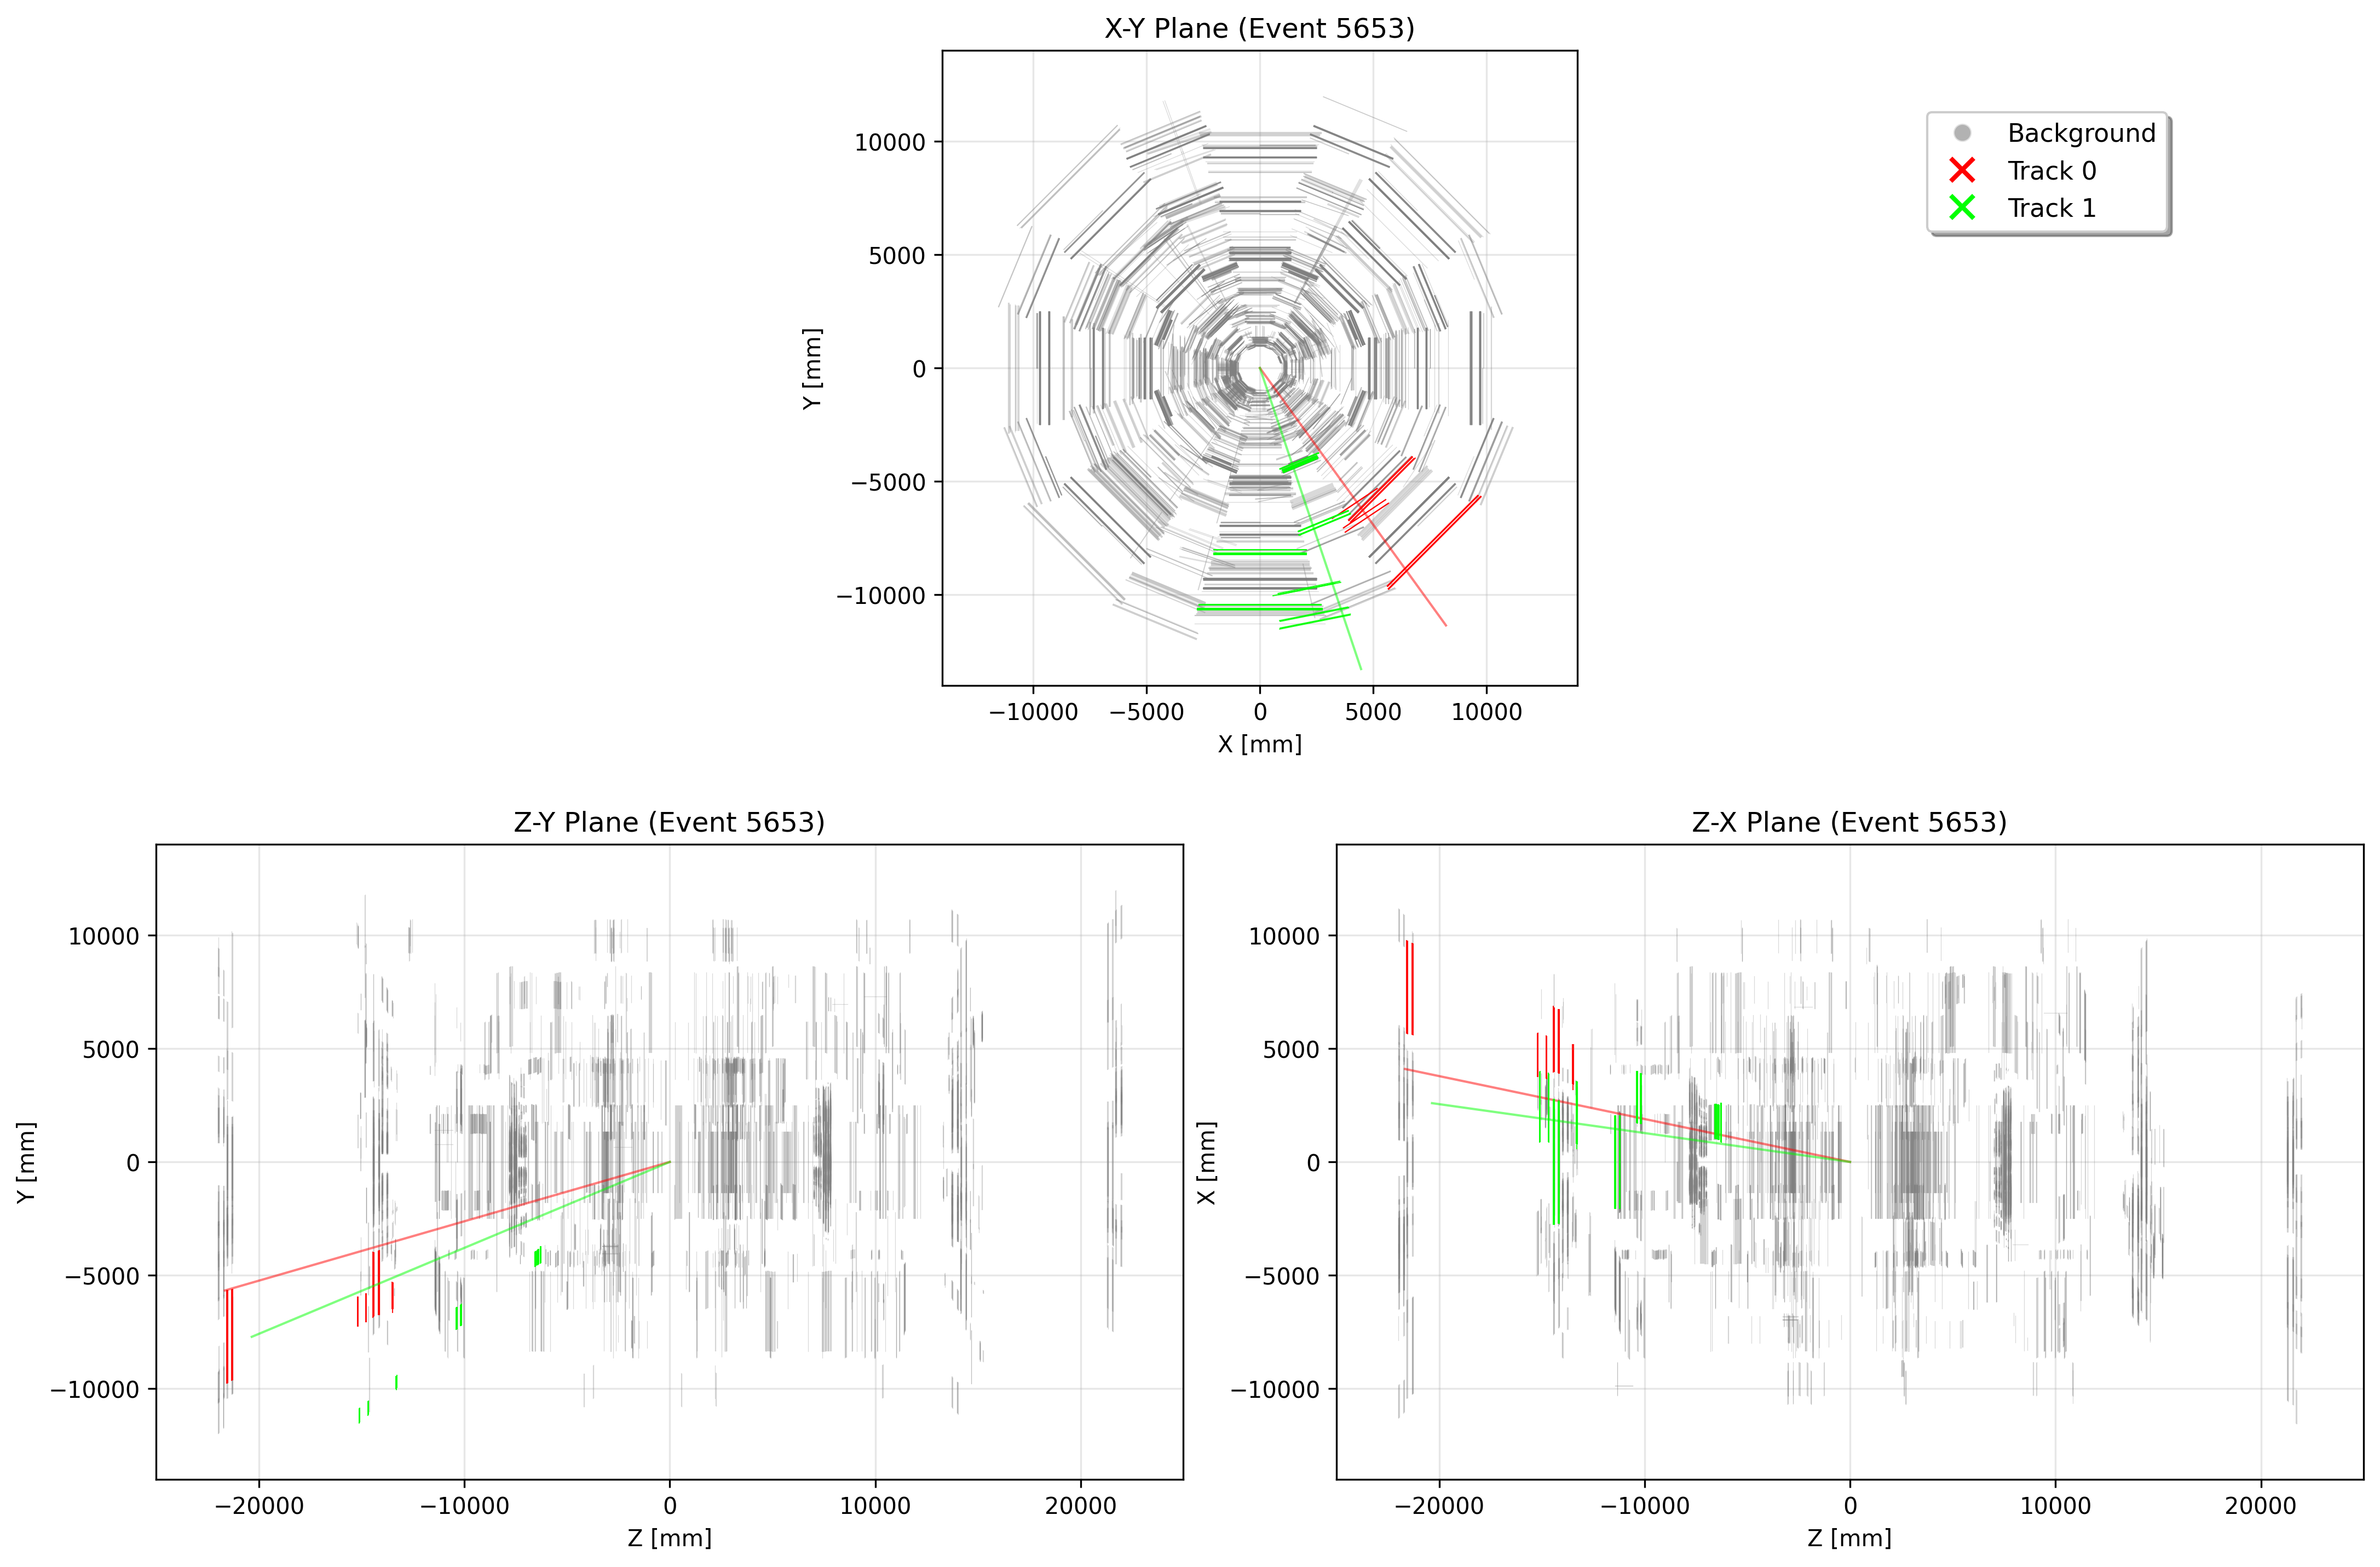 X-Y Plane (Event 5653)
Y [mm]
10000
5000
0
−5000
−10000
−10000 −5000 0 5000 10000
X [mm]
Background
Track 0
Track 1
Z-Y Plane (Event 5653)
Y [mm]
10000
5000
0
−5000
−10000
−20000 −10000 0 10000 20000
Z [mm]
Z-X Plane (Event 5653)
X [mm]
10000
5000
0
−5000
−10000
−20000 −10000 0 10000 20000
Z [mm]